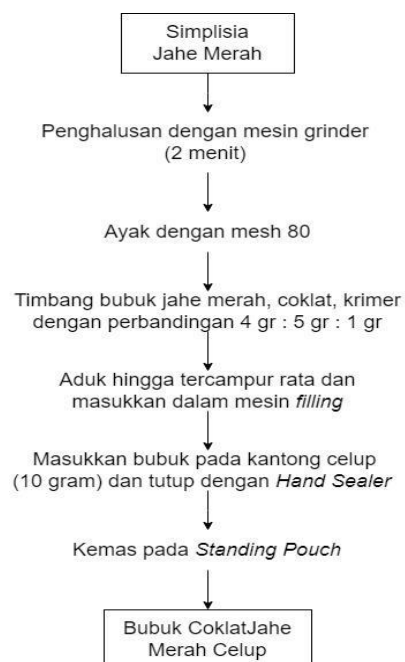 Simplisia
Jahe Merah
Penghalusan dengan mesin grinder
(2 menit)
Ayak dengan mesh 80
Timbang bubuk jahe merah, coklat, krimer
dengan perbandingan 4 gr : 5 gr : 1 gr
Aduk hingga tercampur rata dan
masukkan dalam mesin filling
Masukkan bubuk pada kantong celup
(10 gram) dan tutup dengan Hand Sealer
Kemas pada Standing Pouch
Bubuk CoklatJahe
Merah Celup